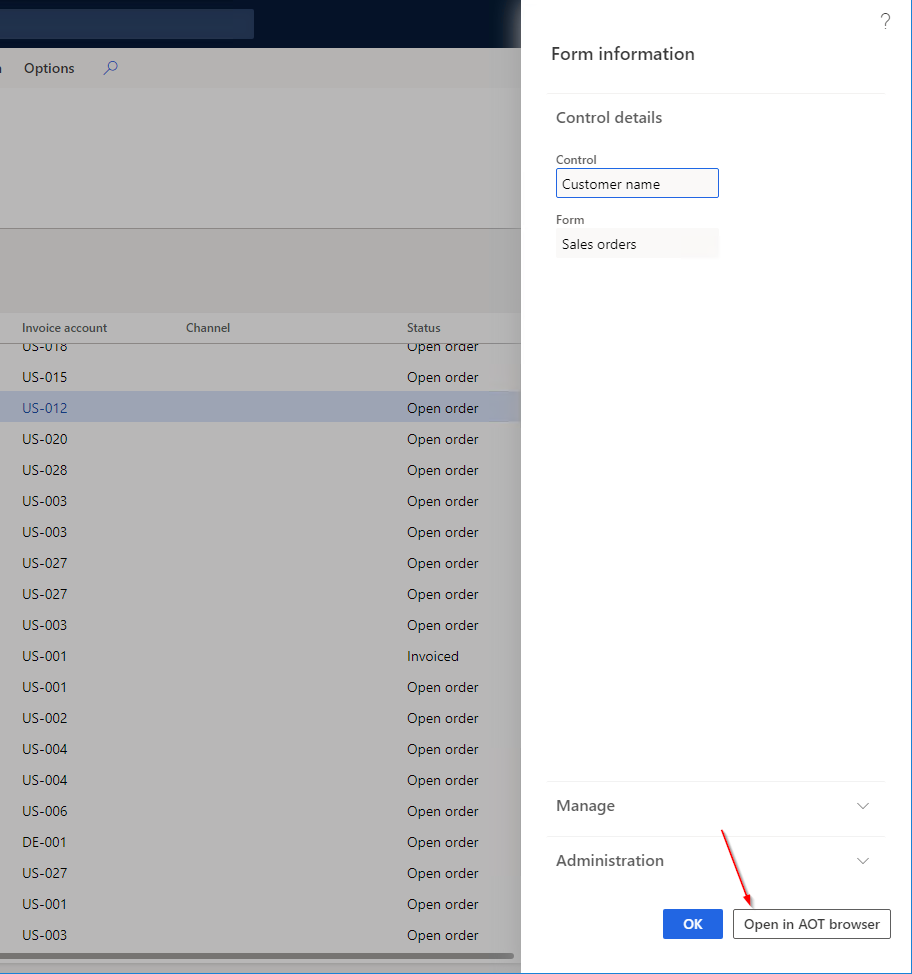 ?
Form information
Options
Control details
Control
Customer name
Form
Sales orders
Invoice account Channel Status
US-018 Open order
US-015 Open order
US-012 Open order
US-020 Open order
US-028 Open order
US-003 Open order
US-003 Open order
US-027 Open order
US-027 Open order
US-003 Open order
US-001 Invoiced
US-001 Open order
US-002 Open order
US-004 Open order
US-004 Open order
US-006 Open order
DE-001 Open order
US-027 Open order
US-001 Open order
US-003 Open order
Manage
Administration
OK Open in AOT browser